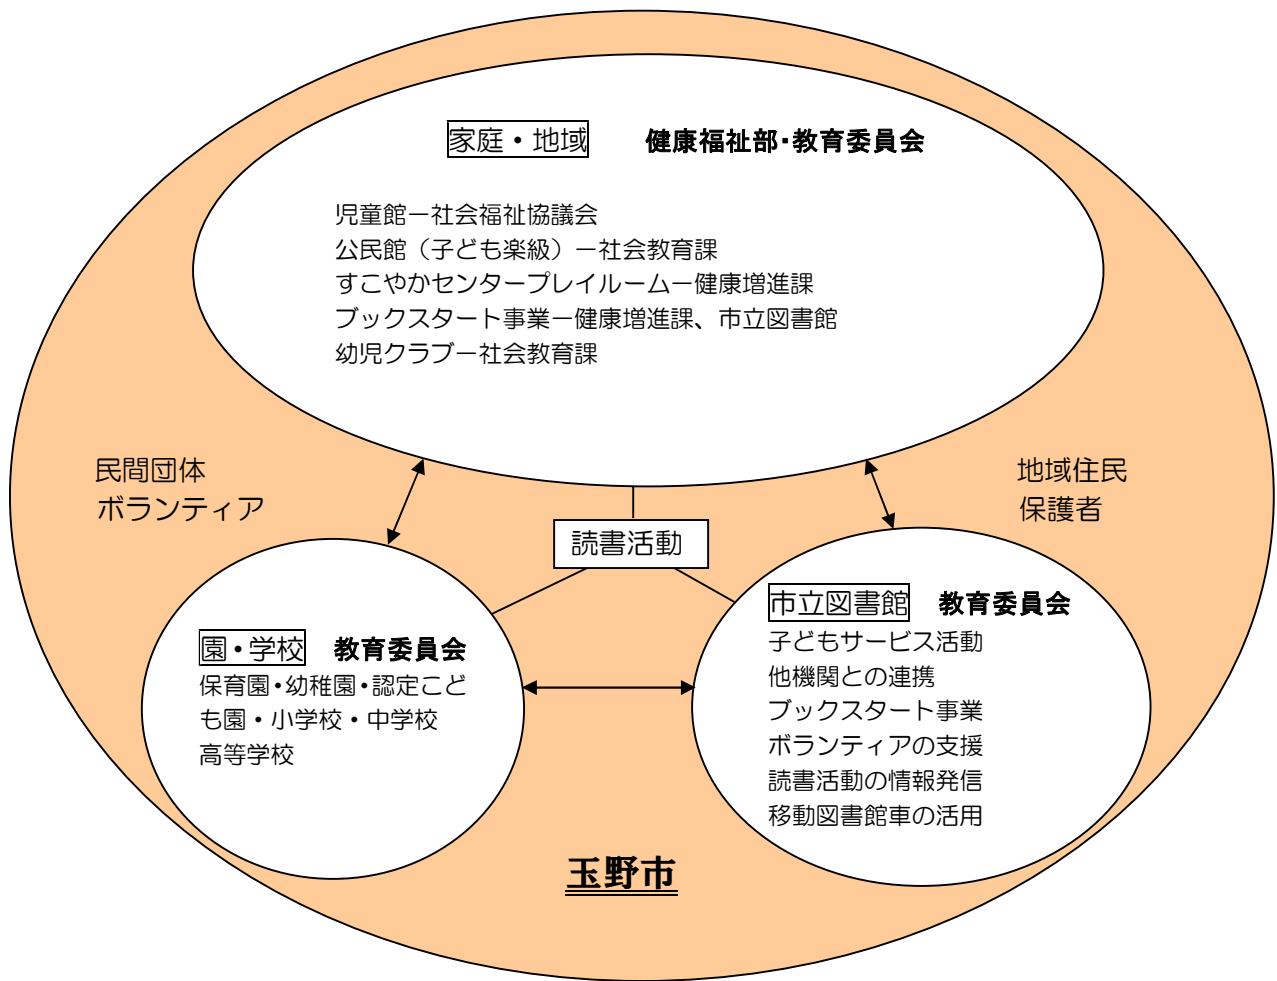 家庭・地域　健康福祉部・教育委員会
児童館ー社会福祉協議会
公民館（子ども楽級）ー社会教育課
すこやかセンタープレイルームー健康増進課
ブックスタート事業ー健康増進課、市立図書館
幼児クラブー社会教育課
民間団体
ボランティア
地域住民
保護者
読書活動
園・学校　教育委員会
保育園・幼稚園・認定こど
も園・小学校・中学校
高等学校
市立図書館　教育委員会
子どもサービス活動
他機関との連携
ブックスタート事業
ボランティアの支援
読書活動の情報発信
移動図書館車の活用
玉野市